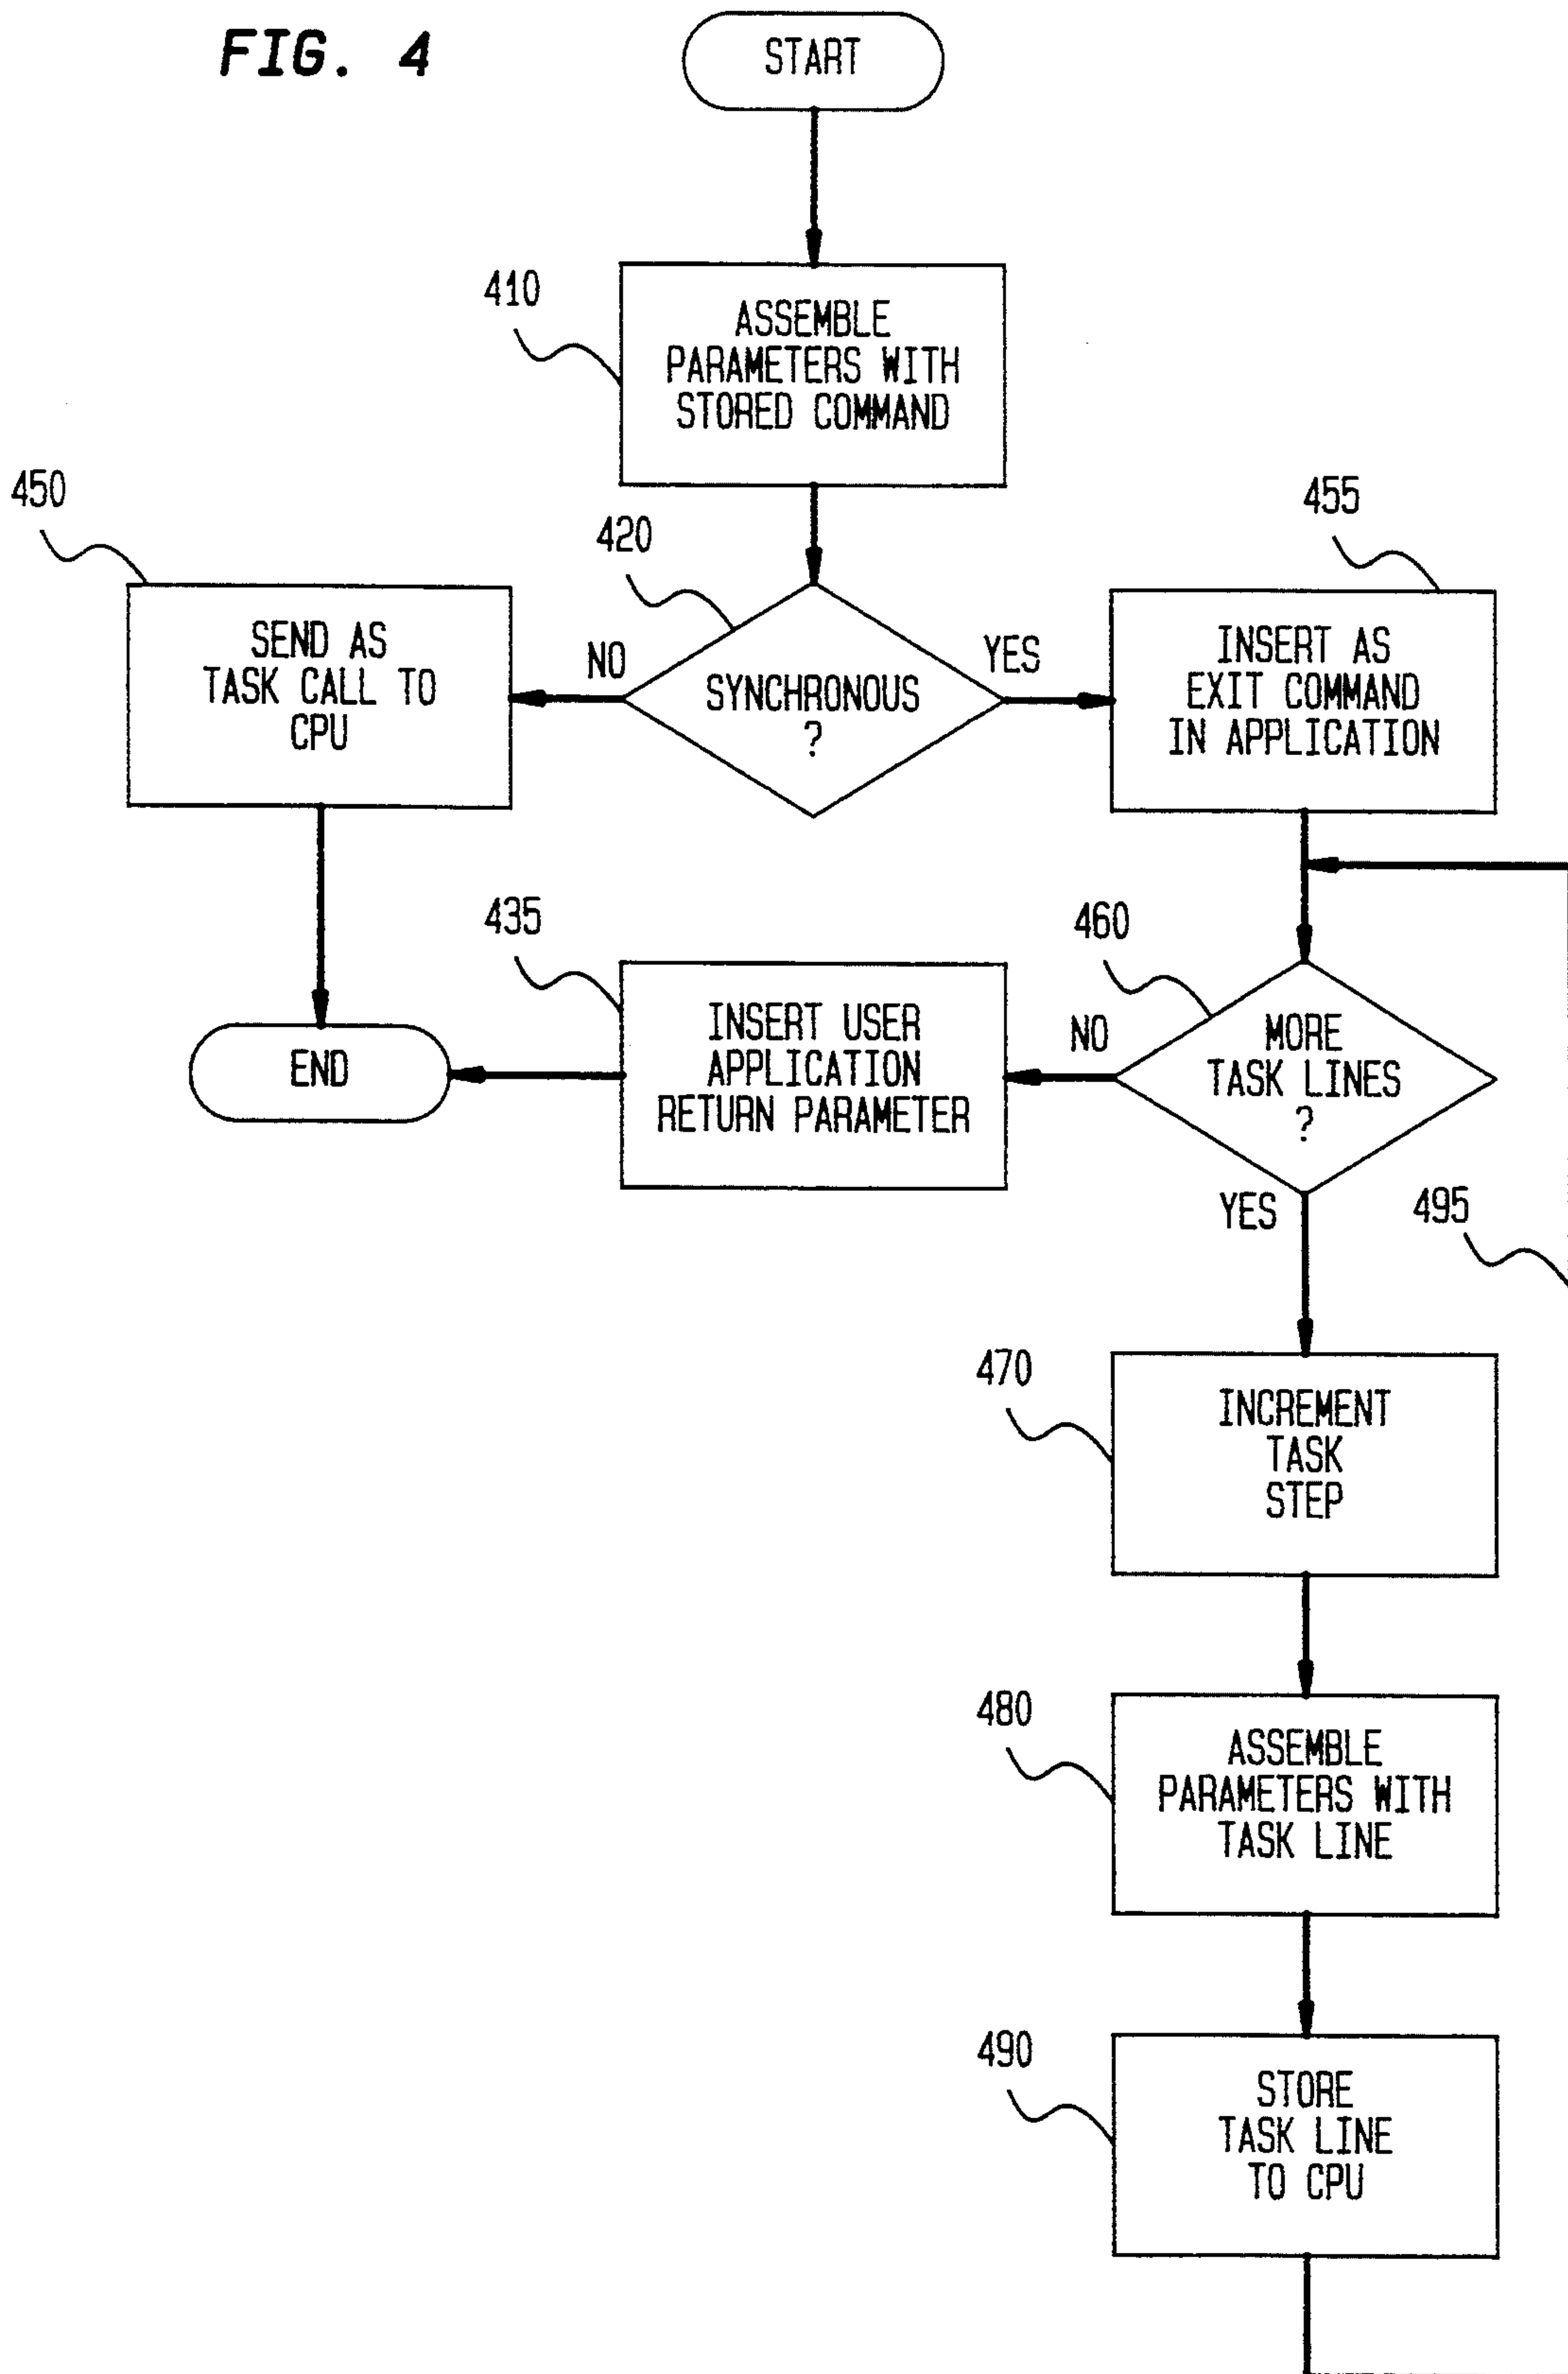 FIG. 4
START
410
ASSEMBLE
PARAMETERS WITH
STORED COMMAND
450
420
455
SEND AS
TASK CALL TO
CPU
NO
SYNCHRONOUS
?
YES
INSERT AS
EXIT COMMAND
IN APPLICATION
435
460
END
INSERT USER
APPLICATION
RETURN PARAMETER
NO
MORE
TASK LINES
?
YES
495
470
INCREMENT
TASK
STEP
480
ASSEMBLE
PARAMETERS WITH
TASK LINE
490
STORE
TASK LINE
TO CPU